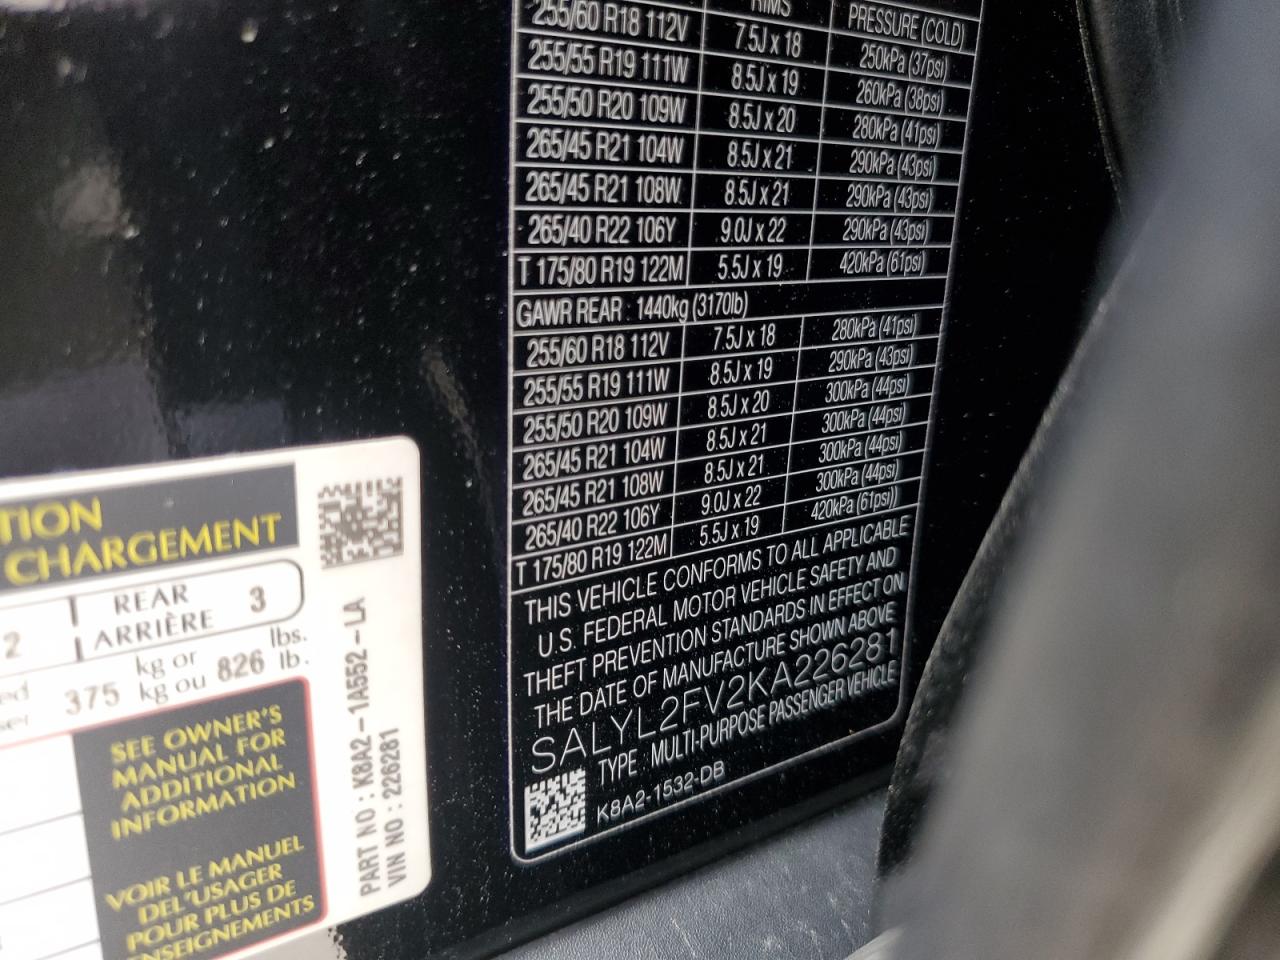 RIMS PRESSURE (COLD)
255/60 R18 112V 7.5J x 18 250kPa (37psi)
255/55 R19 111W 8.5J x 19 260kPa (38psi)
255/50 R20 109W 8.5J x 20 280kPa (41psi)
265/45 R21 104W 8.5J x 21 290kPa (43psi)
265/45 R21 108W 8.5J x 21 290kPa (43psi)
265/40 R22 106Y 9.0J x 22 290kPa (43psi)
T 175/80 R19 122M 5.5J x 19 420kPa (61psi)
GAWR REAR : 1440kg (3170lb)
255/60 R18 112V 7.5J x 18 280kPa (41psi)
255/55 R19 111W 8.5J x 19 290kPa (43psi)
255/50 R20 109W 8.5J x 20 300kPa (44psi)
265/45 R21 104W 8.5J x 21 300kPa (44psi)
265/45 R21 108W 8.5J x 21 300kPa (44psi)
265/40 R22 106Y 9.0J x 22 300kPa (44psi)
T 175/80 R19 122M 5.5J x 19 420kPa (61psi))
THIS VEHICLE CONFORMS TO ALL APPLICABLE
U.S. FEDERAL MOTOR VEHICLE SAFETY AND
THEFT PREVENTION STANDARDS IN EFFECT ON
THE DATE OF MANUFACTURE SHOWN ABOVE
SALYL2FV2KA226281
TYPE : MULTI-PURPOSE PASSENGER VEHICLE
K8A2-1532-DB
TION
CHARGEMENT
2 REAR 3
ARRIÈRE
375 kg or 826 lbs.
kg ou lb.
SEE OWNER'S
MANUAL FOR
ADDITIONAL
INFORMATION
VOIR LE MANUEL
DEL'USAGER
POUR PLUS DE
ENSEIGNEMENTS
PART NO : K8A2-1A552-LA
VIN NO : 226281